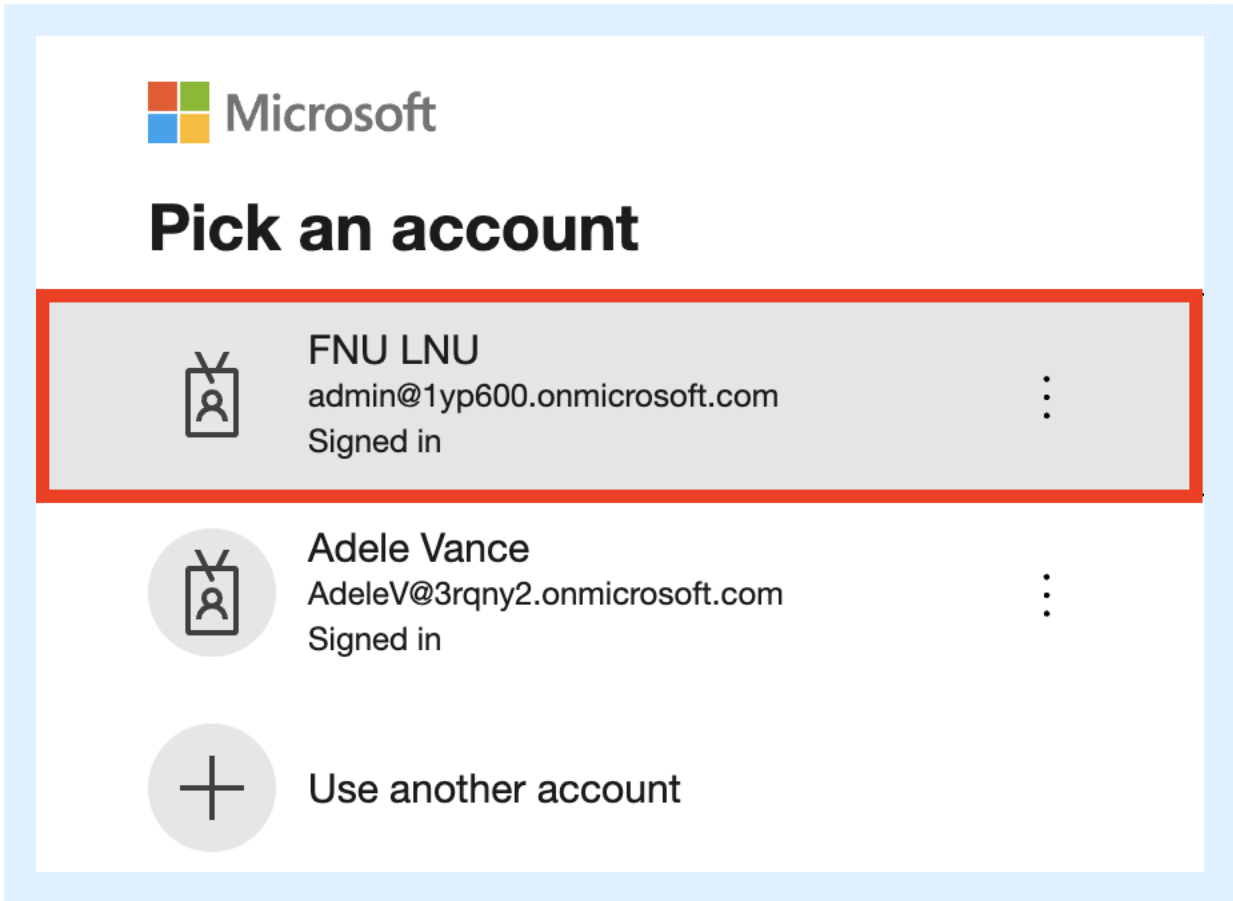 Microsoft
Pick an account
FNU LNU
admin@1yp600.onmicrosoft.com
Signed in
Adele Vance
AdeleV@3rqny2.onmicrosoft.com
Signed in
Use another account